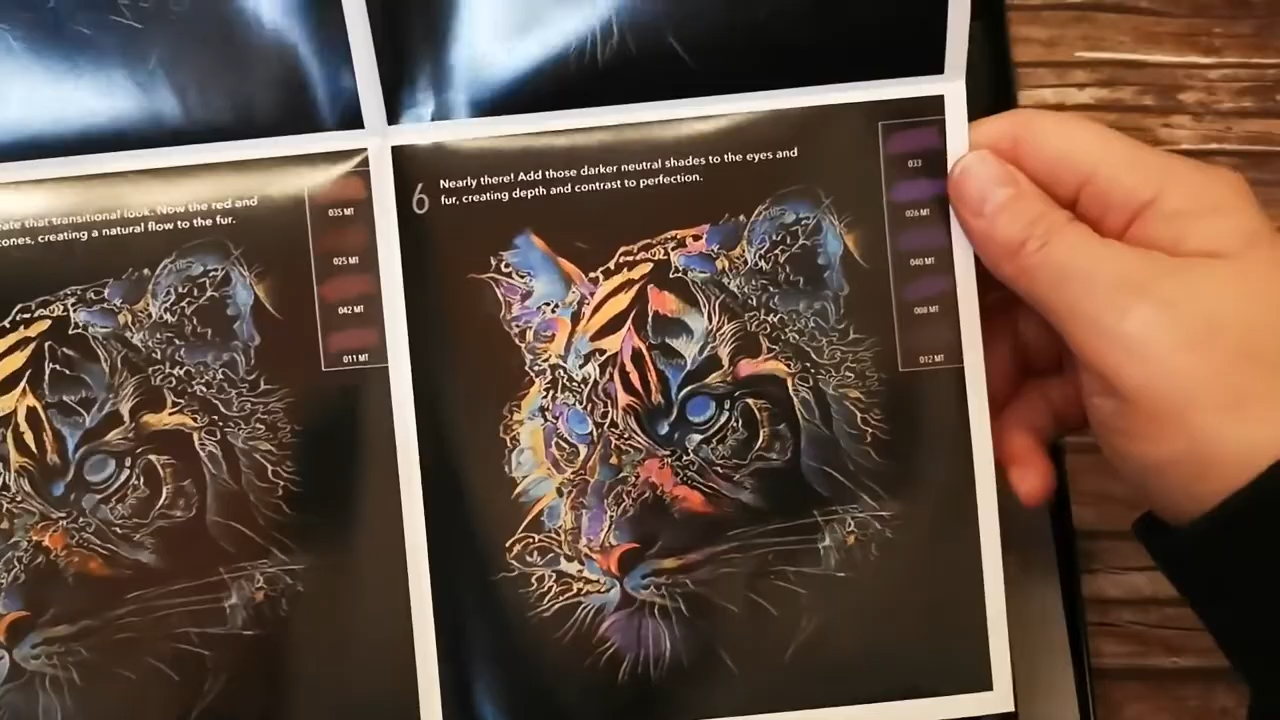 eate that transitional look. Now the red and
tones, creating a natural flow to the fur.
035 MT
025 MT
042 MT
011 MT
6
Nearly there! Add those darker neutral shades to the eyes and
fur, creating depth and contrast to perfection.
033
026 MT
040 MT
008 MT
012 MT